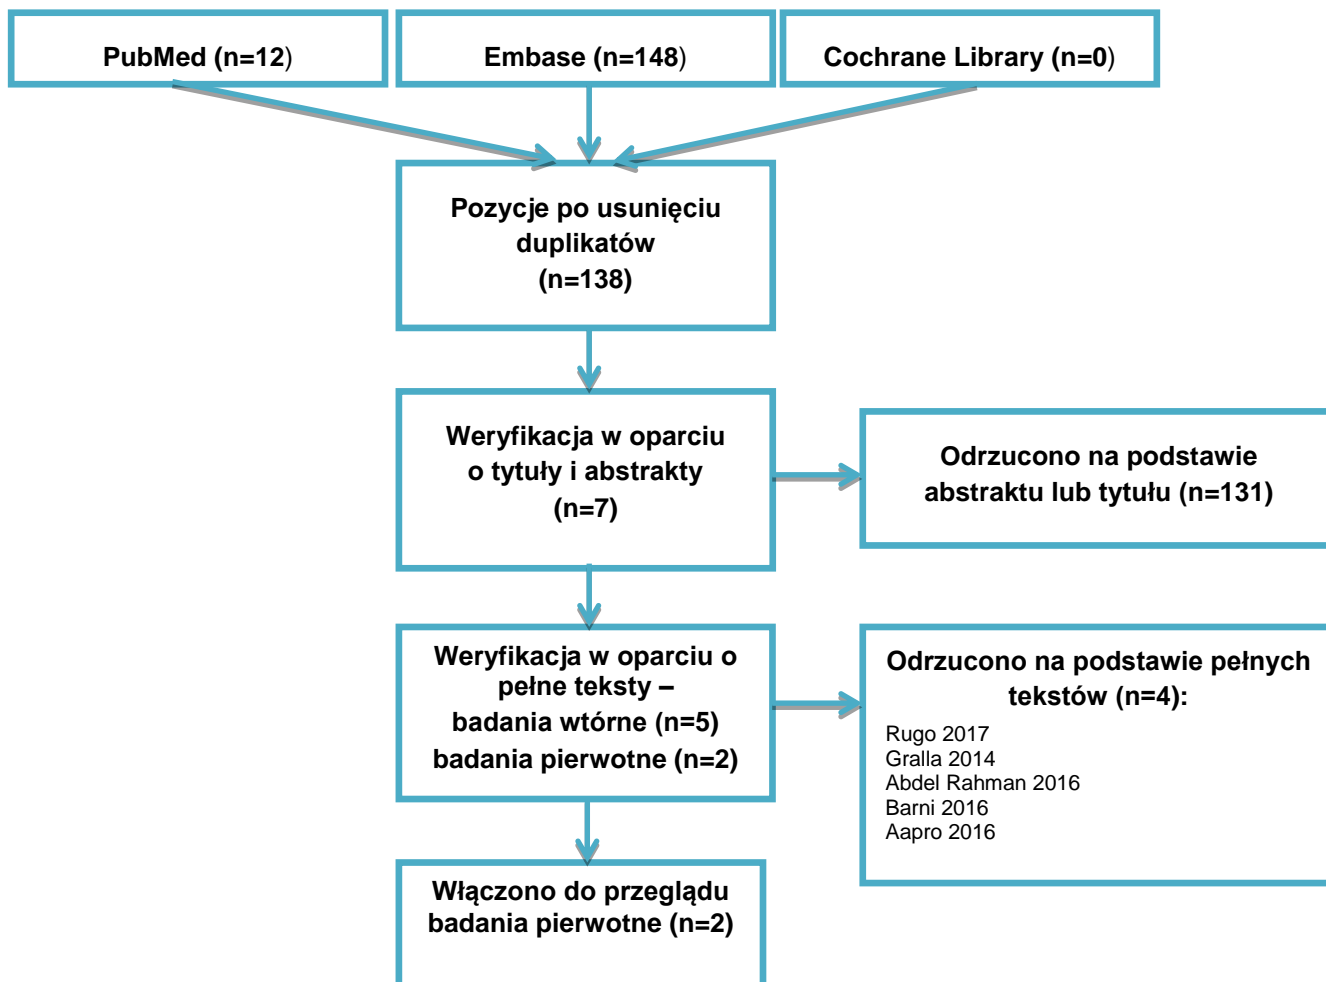 PubMed (n=12)
Embase (n=148)
Cochrane Library (n=0)
Pozycje po usunięciu
duplikatów
(n=138)
Weryfikacja w oparciu
o tytuły i abstrakty
(n=7)
Odrzucono na podstawie
abstraktu lub tytułu (n=131)
Weryfikacja w oparciu o
pełne teksty –
badania wtórne (n=5)
badania pierwotne (n=2)
Odrzucono na podstawie pełnych
tekstów (n=4):
Rugo 2017
Gralla 2014
Abdel Rahman 2016
Barni 2016
Aapro 2016
Włączono do przeglądu
badania pierwotne (n=2)